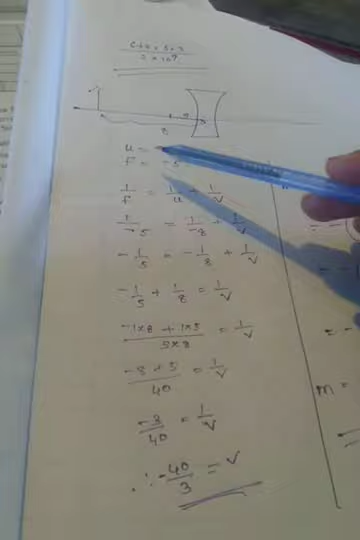 8
u = -
F = -5
1/F = 1/u + 1/v
1/-5 = 1/-8 + 1/v
-1/5 = -1/8 + 1/v
-1/5 + 1/8 = 1/v
-1×8 + 1×5 / 5×8 = 1/v
-8+5 / 40 = 1/v
-3/40 = 1/v
∴ -40/3 = v
m =